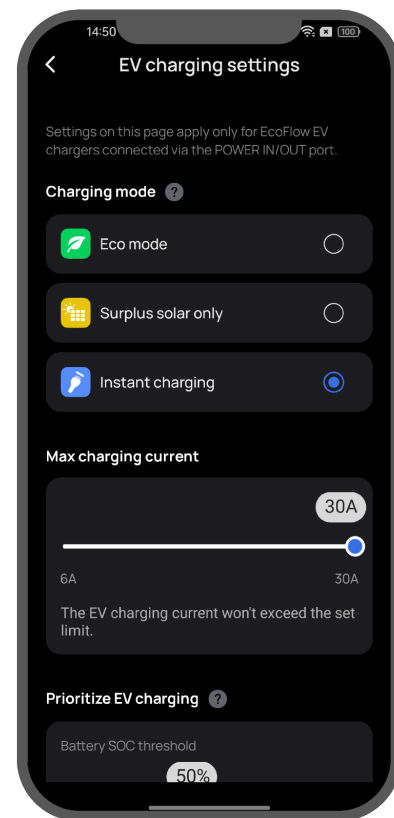 14:50
100
EV charging settings
Settings on this page apply only for EcoFlow EV
chargers connected via the POWER IN/OUT port.
Charging mode ?
Eco mode
Surplus solar only
Instant charging
Max charging current
30A
6A 30A
The EV charging current won't exceed the set
limit.
Prioritize EV charging ?
Battery SOC threshold
50%